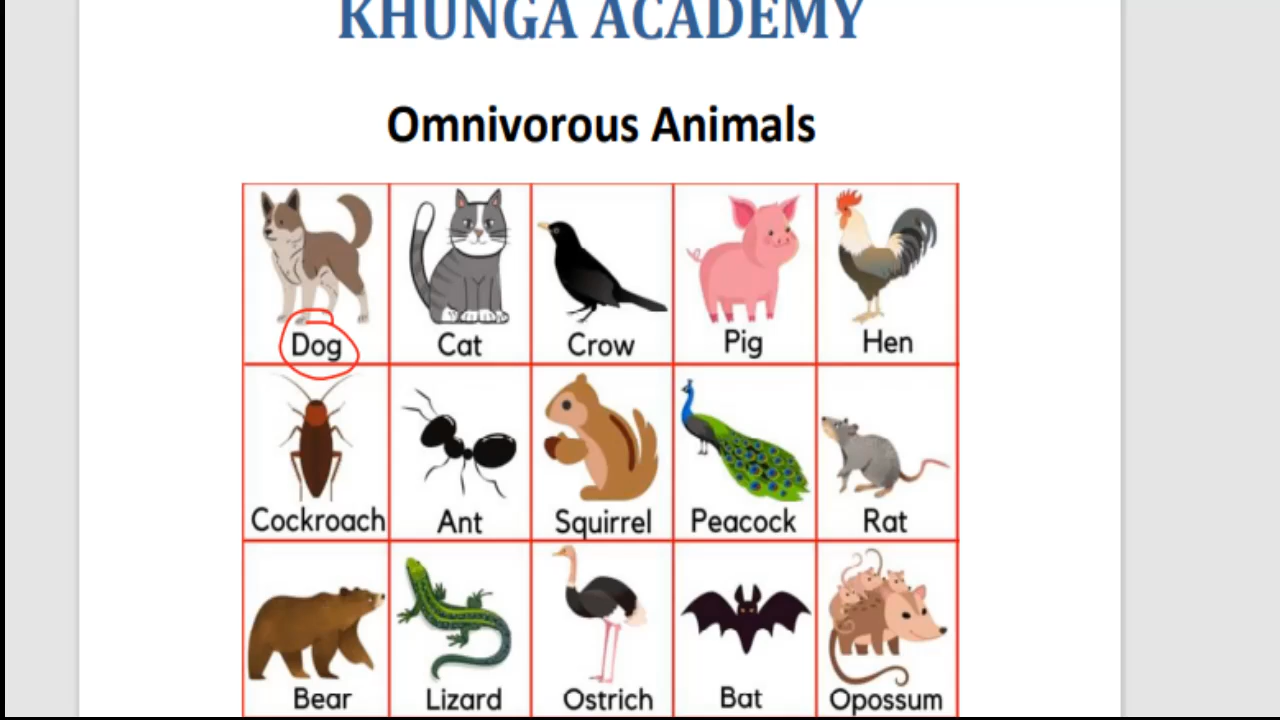 KHUNGA ACADEMY
Omnivorous Animals
Dog Cat Crow Pig Hen
Cockroach Ant Squirrel Peacock Rat
Bear Lizard Ostrich Bat Opossum